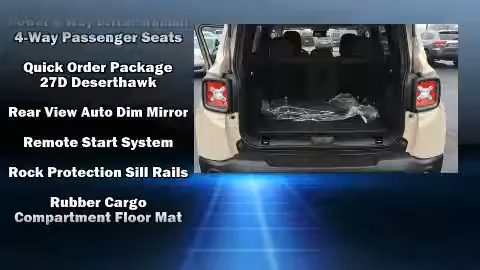 4-Way Passenger Seats
Quick Order Package
27D Deserthawk
Rear View Auto Dim Mirror
Remote Start System
Rock Protection Sill Rails
Rubber Cargo
Compartment Floor Mat